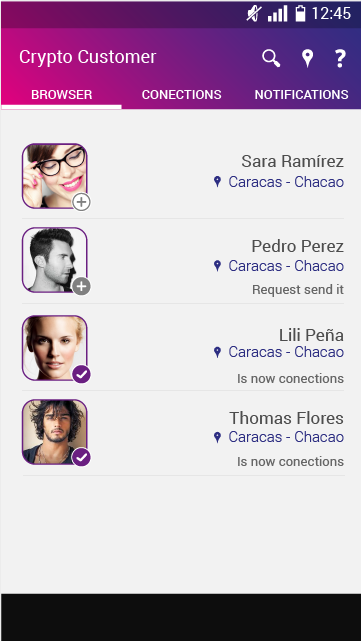 12:45
Crypto Customer
BROWSER CONECTIONS NOTIFICATIONS
Sara Ramírez
Caracas - Chacao
Pedro Perez
Caracas - Chacao
Request send it
Lili Peña
Caracas - Chacao
Is now conections
Thomas Flores
Caracas - Chacao
Is now conections